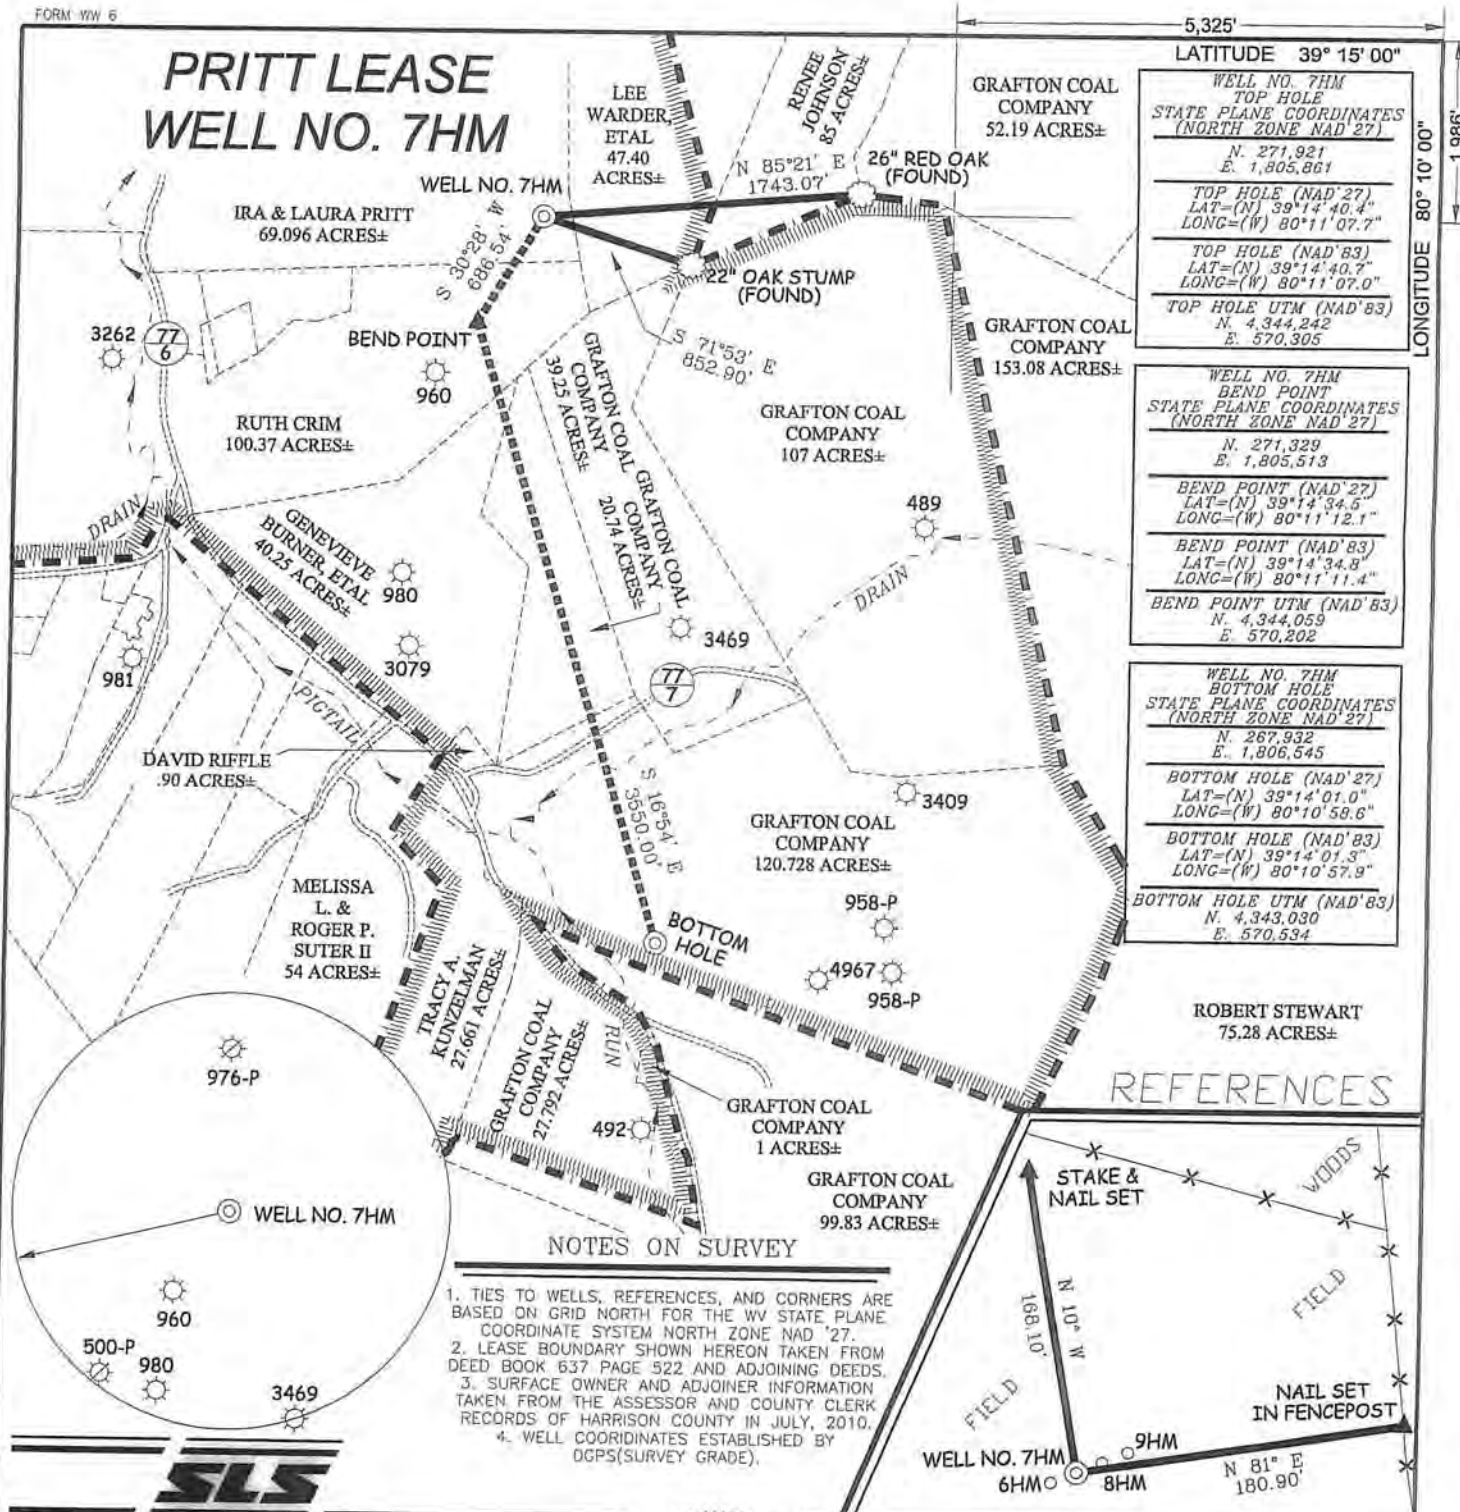 FORM WW 6
5,325'
LATITUDE 39° 15' 00"
1,986'
LONGITUDE 80° 10' 00"
PRITT LEASE
WELL NO. 7HM
LEE
WARDER,
ETAL
47.40
ACRES±
RENEE
JOHNSON
85 ACRES±
GRAFTON COAL
COMPANY
52.19 ACRES±
WELL NO. 7HM
N 85°21' E
1743.07'
26" RED OAK
(FOUND)
IRA & LAURA PRITT
69.096 ACRES±
S 30°28' W
686.54'
22" OAK STUMP
(FOUND)
S 71°53' E
852.90'
BEND POINT
3262
77
6
960
RUTH CRIM
100.37 ACRES±
GRAFTON COAL
COMPANY
39.25 ACRES±
GRAFTON COAL
COMPANY
20.74 ACRES±
GRAFTON COAL
COMPANY
107 ACRES±
GRAFTON COAL
COMPANY
153.08 ACRES±
489
DRAIN
DRAIN
GENEVIEVE
BURNER, ETAL
40.25 ACRES±
980
3079
981
3469
77
7
PIGTAIL
DAVID RIFFLE
.90 ACRES±
S 16°54' E
3550.00'
3409
GRAFTON COAL
COMPANY
120.728 ACRES±
958-P
4967
958-P
BOTTOM
HOLE
MELISSA
L. &
ROGER P.
SUTER II
54 ACRES±
TRACY A.
KUNZELMAN
27.661 ACRES±
GRAFTON COAL
COMPANY
27.792 ACRES±
RUN
492
GRAFTON COAL
COMPANY
1 ACRES±
GRAFTON COAL
COMPANY
99.83 ACRES±
ROBERT STEWART
75.28 ACRES±
WELL NO. 7HM
TOP HOLE
STATE PLANE COORDINATES
(NORTH ZONE NAD'27)
N. 271,921
E. 1,805,861
TOP HOLE (NAD'27)
LAT=(N) 39°14'40.4"
LONG=(W) 80°11'07.7"
TOP HOLE (NAD'83)
LAT=(N) 39°14'40.7"
LONG=(W) 80°11'07.0"
TOP HOLE UTM (NAD'83)
N. 4,344,242
E. 570,305
WELL NO. 7HM
BEND POINT
STATE PLANE COORDINATES
(NORTH ZONE NAD'27)
N. 271,329
E. 1,805,513
BEND POINT (NAD'27)
LAT=(N) 39°14'34.5"
LONG=(W) 80°11'12.1"
BEND POINT (NAD'83)
LAT=(N) 39°14'34.8"
LONG=(W) 80°11'11.4"
BEND POINT UTM (NAD'83)
N. 4,344,059
E. 570,202
WELL NO. 7HM
BOTTOM HOLE
STATE PLANE COORDINATES
(NORTH ZONE NAD'27)
N. 267,932
E. 1,806,545
BOTTOM HOLE (NAD'27)
LAT=(N) 39°14'01.0"
LONG=(W) 80°10'58.6"
BOTTOM HOLE (NAD'83)
LAT=(N) 39°14'01.3"
LONG=(W) 80°10'57.9"
BOTTOM HOLE UTM (NAD'83)
N. 4,343,030
E. 570,534
976-P
WELL NO. 7HM
960
500-P
980
3469
SLS
NOTES ON SURVEY
1. TIES TO WELLS, REFERENCES, AND CORNERS ARE
BASED ON GRID NORTH FOR THE WV STATE PLANE
COORDINATE SYSTEM NORTH ZONE NAD '27.
2. LEASE BOUNDARY SHOWN HEREON TAKEN FROM
DEED BOOK 637 PAGE 522 AND ADJOINING DEEDS.
3. SURFACE OWNER AND ADJOINER INFORMATION
TAKEN FROM THE ASSESSOR AND COUNTY CLERK
RECORDS OF HARRISON COUNTY IN JULY, 2010.
4. WELL COORIDINATES ESTABLISHED BY
DGPS(SURVEY GRADE).
REFERENCES
STAKE &
NAIL SET
WOODS
FIELD
N 10° W
168.10'
FIELD
NAIL SET
IN FENCEPOST
WELL NO. 7HM
9HM
6HM
8HM
N 81° E
180.90'